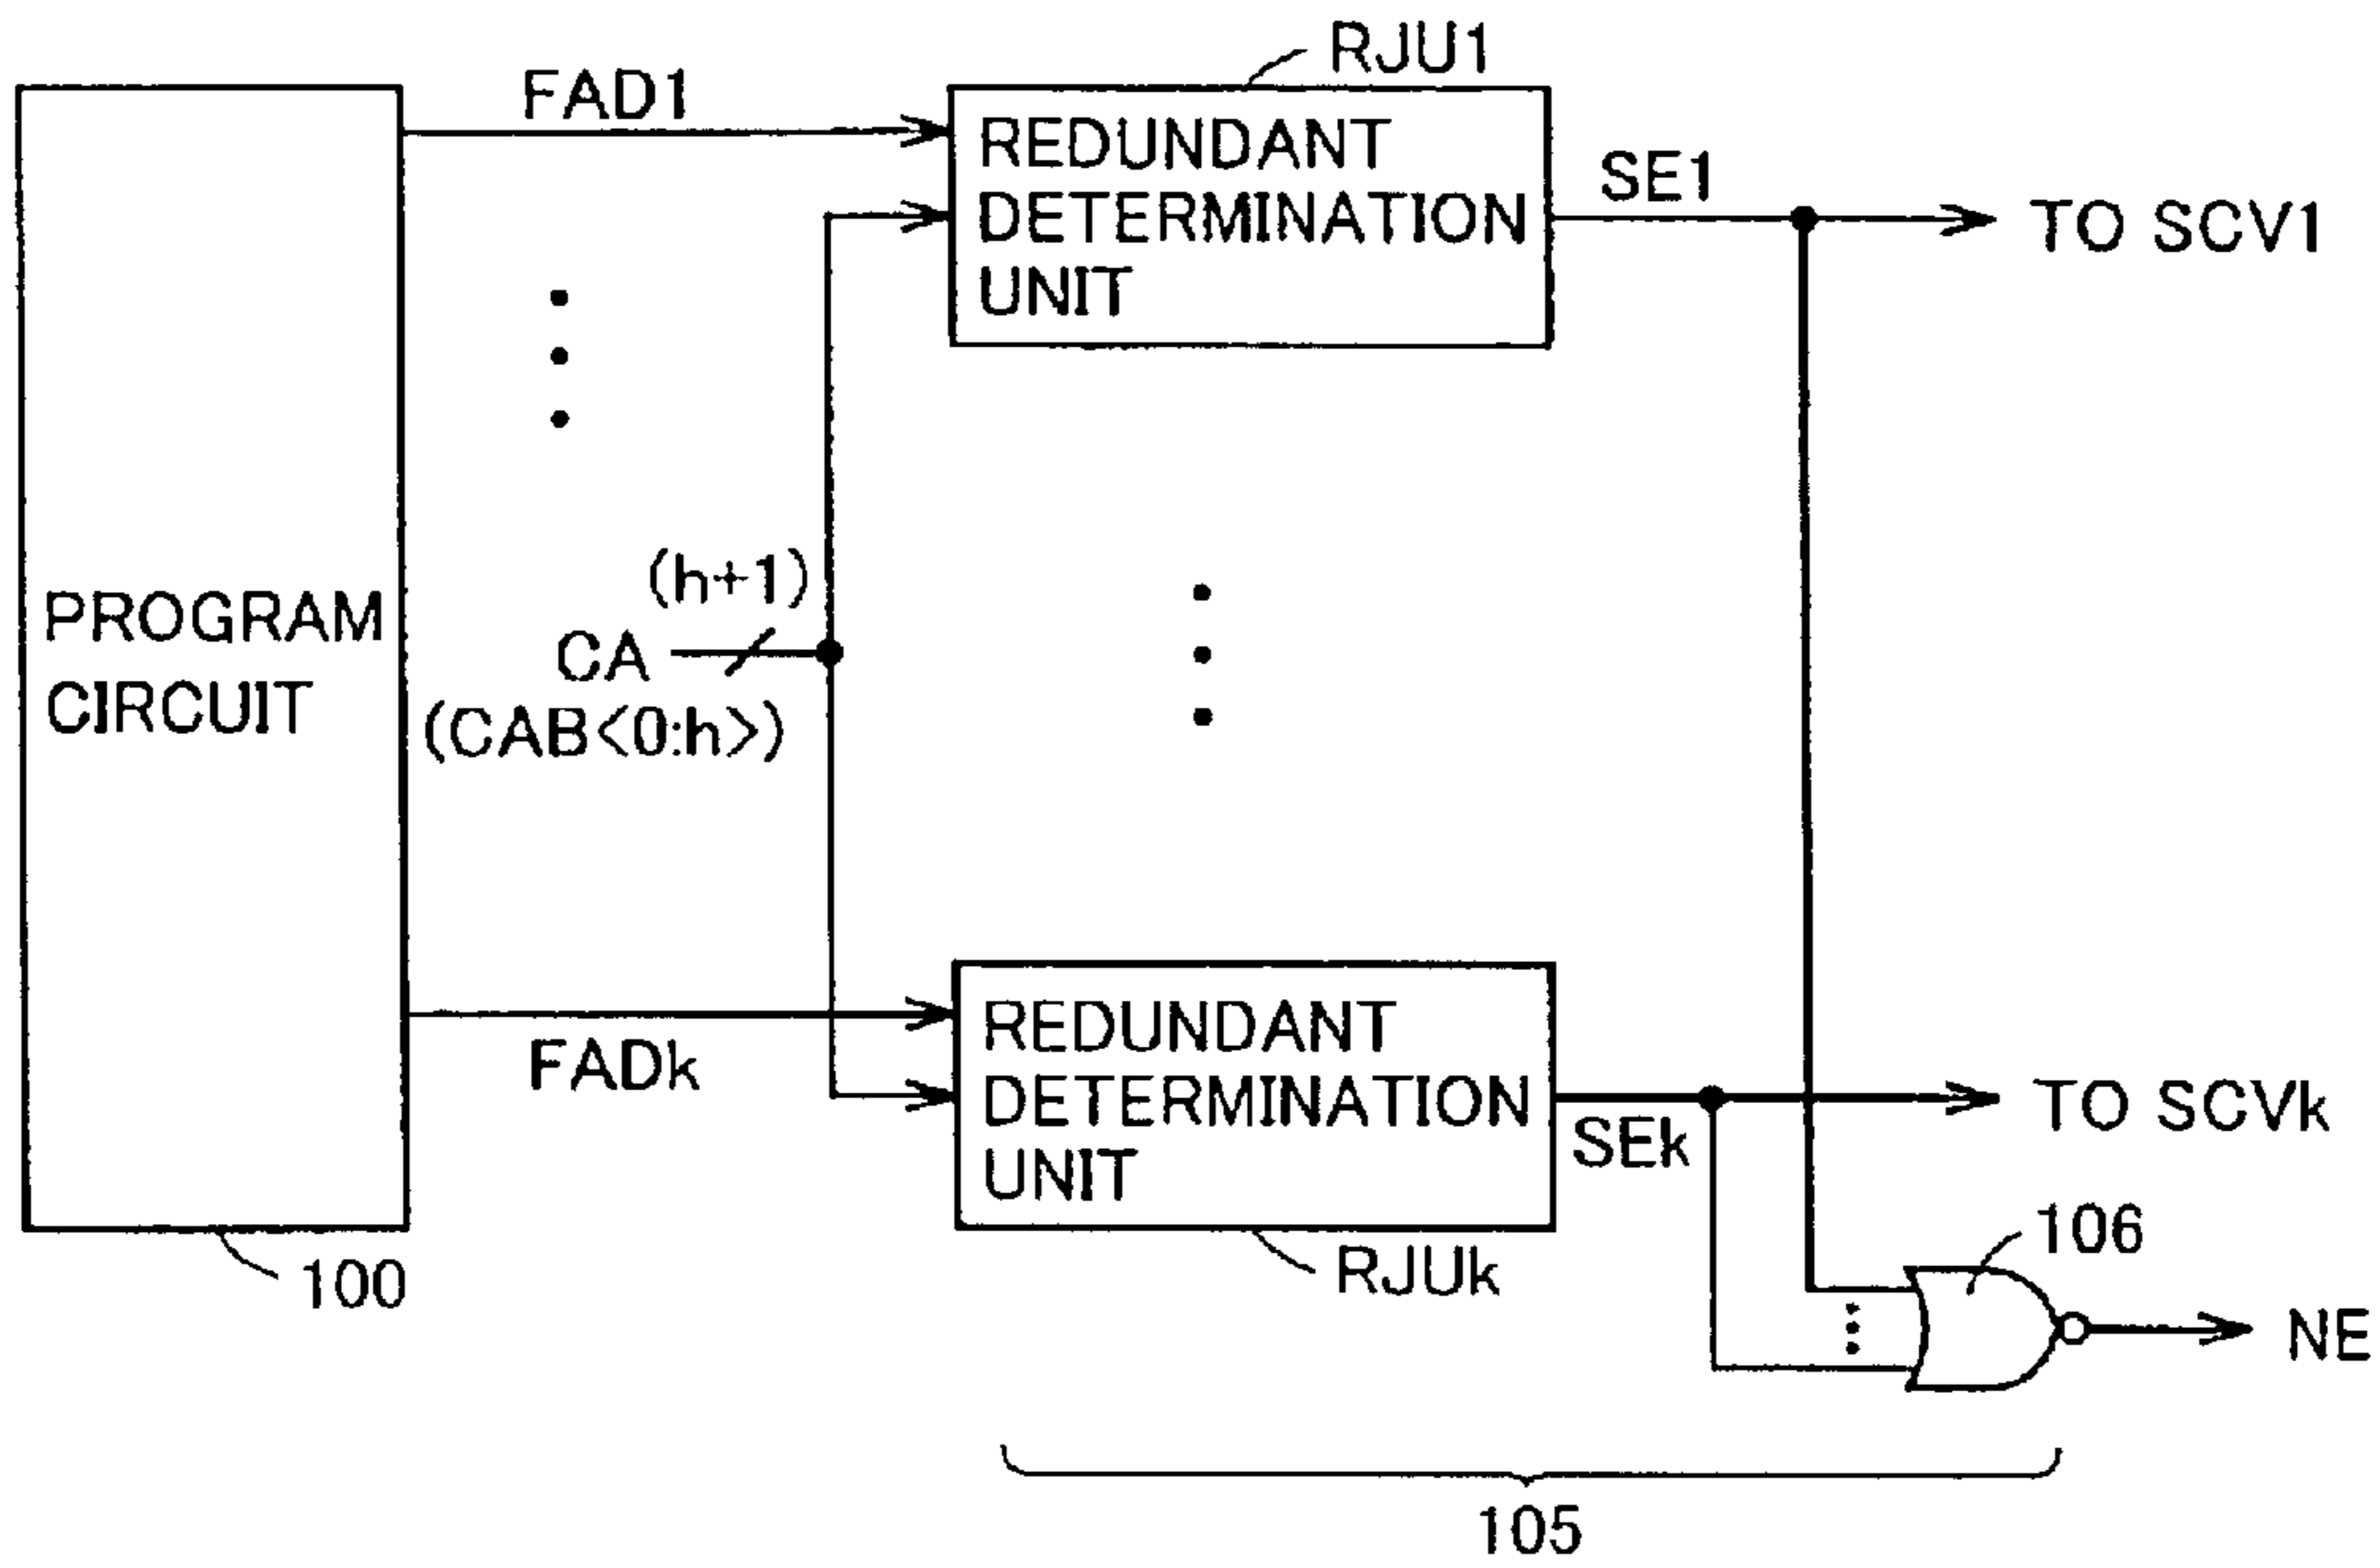 RJU1
FAD1
REDUNDANT
DETERMINATION
UNIT
SE1
TO SCV1
(h+1)
CA
(CAB<0:h>)
PROGRAM
CIRCUIT
FADk
REDUNDANT
DETERMINATION
UNIT
SEk
TO SCVk
100
RJUk
106
NE
105